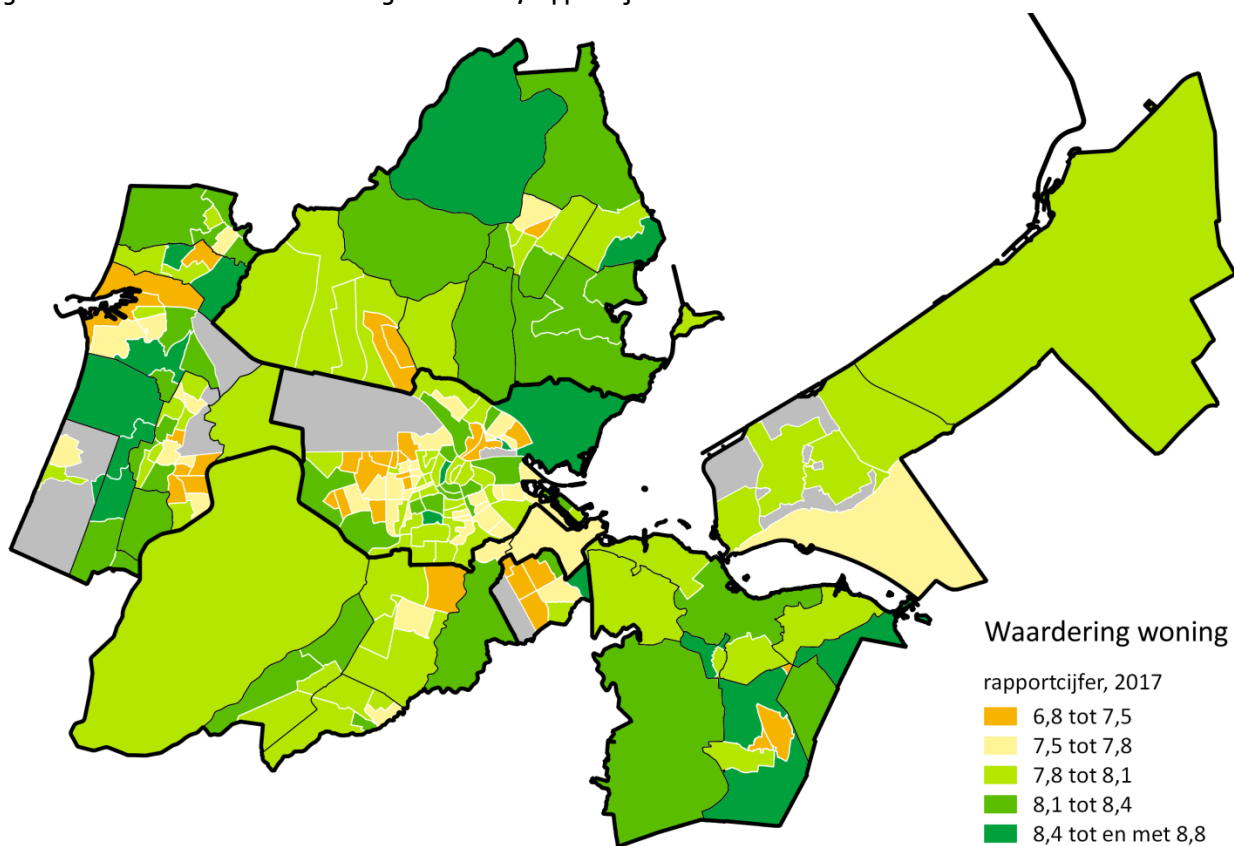 Waardering woning
rapportcijfer, 2017
6,8 tot 7,5
7,5 tot 7,8
7,8 tot 8,1
8,1 tot 8,4
8,4 tot en met 8,8